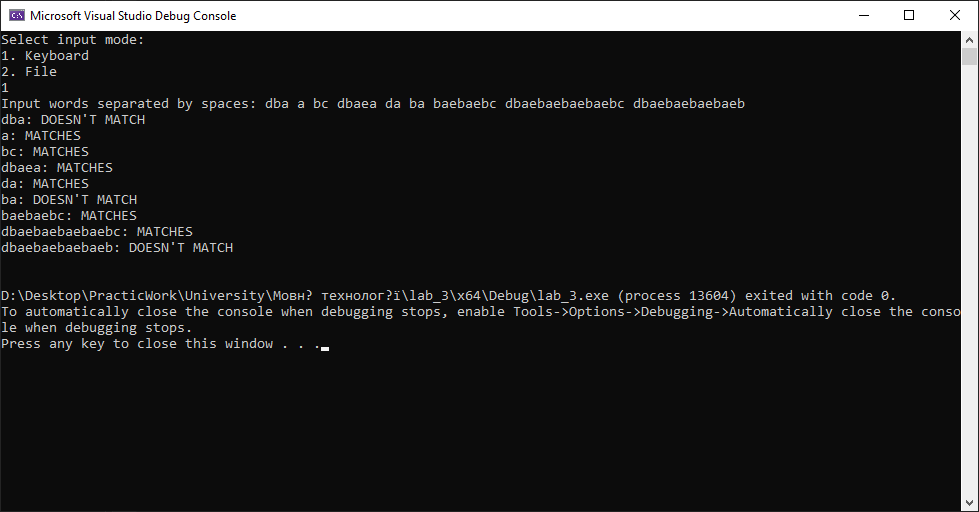 Microsoft Visual Studio Debug Console
Select input mode:
1. Keyboard
2. File
1
Input words separated by spaces: dba a bc dbaea da ba baebaebc dbaebaebaebaebc dbaebaebaebaeb
dba: DOESN'T MATCH
a: MATCHES
bc: MATCHES
dbaea: MATCHES
da: MATCHES
ba: DOESN'T MATCH
baebaebc: MATCHES
dbaebaebaebaebc: MATCHES
dbaebaebaebaeb: DOESN'T MATCH
D:\Desktop\PracticWork\University\Мовн? технолог?ї\lab_3\x64\Debug\lab_3.exe (process 13604) exited with code 0.
To automatically close the console when debugging stops, enable Tools->Options->Debugging->Automatically close the conso
le when debugging stops.
Press any key to close this window . . .